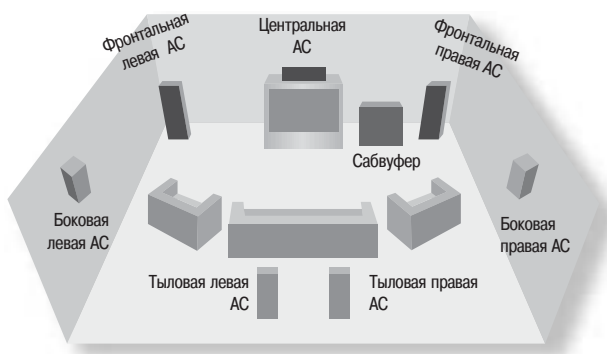 Фронтальная
левая АС
Центральная
АС
Фронтальная
правая АС
Сабвуфер
Боковая
левая АС
Боковая
правая АС
Тыловая левая
АС
Тыловая правая
АС